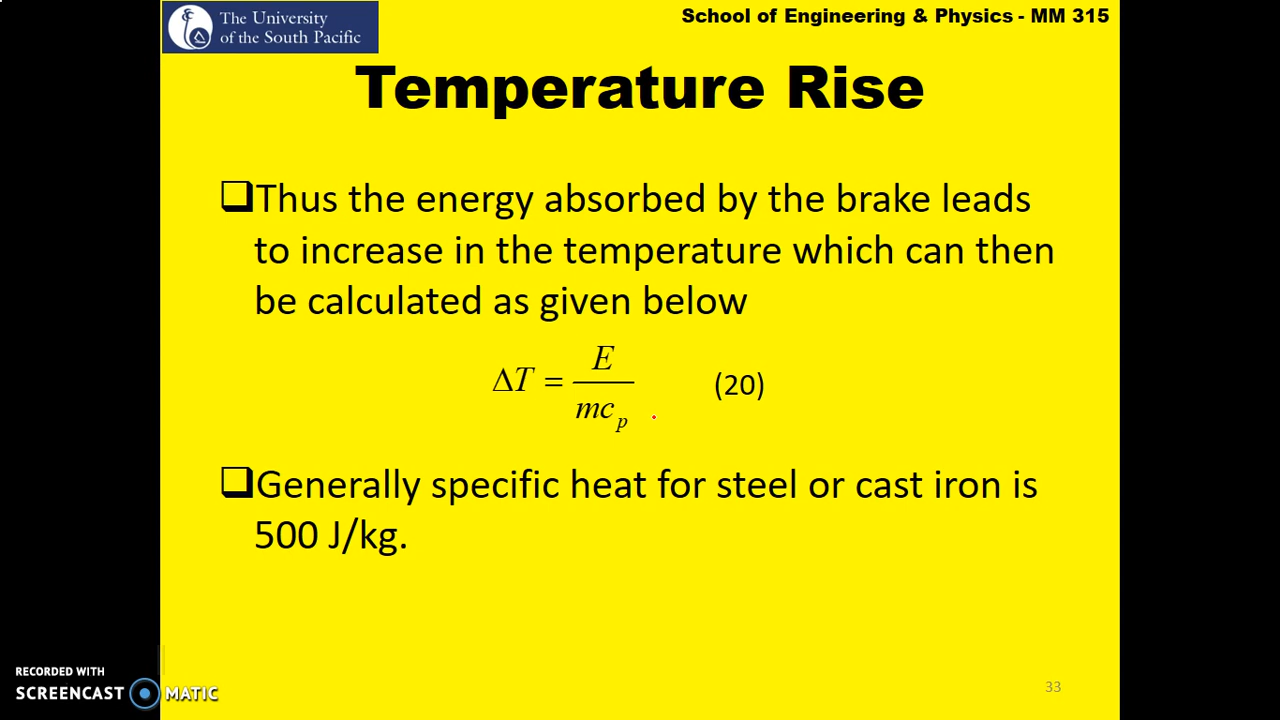 The University
of the South Pacific
School of Engineering & Physics - MM 315
Temperature Rise
❑Thus the energy absorbed by the brake leads
to increase in the temperature which can then
be calculated as given below
ΔT = E / mc_p (20)
❑Generally specific heat for steel or cast iron is
500 J/kg.
RECORDED WITH
SCREENCAST MATIC
33